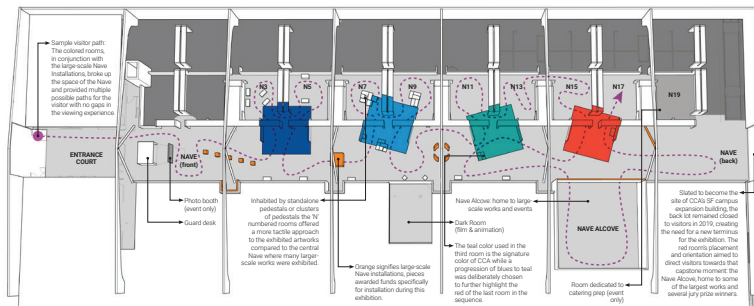 Sample visitor path:
The colored rooms,
in conjunction with
the large-scale Nave
Installations, broke up
the space of the Nave
and provided multiple
possible paths for the
visitor with no gaps in
the viewing experience.
N3
N5
N7
N9
N11
N13
N15
N17
N19
ENTRANCE
COURT
NAVE
(front)
NAVE
(back)
Photo booth
(event only)
Guard desk
Inhabited by standalone
pedestals or clusters
of pedestals the 'N'
numbered rooms offered
a more tactile approach
to the exhibited artworks
compared to the central
Nave where many larger-
scale works were exhibited.
Orange signifies large-scale
Nave installations, pieces
awarded funds specifically
for installation during this
exhibition.
Dark Room
(film & animation)
Nave Alcove: home to large-
scale works and events
The teal color used in the
third room is the signature
color of CCA while a
progression of blues to teal
was deliberately chosen
to further highlight the
red of the last room in the
sequence.
NAVE ALCOVE
Room dedicated to
catering prep (event
only)
Slated to become the
site of CCA's SF campus
expansion building, the
back lot remained closed
to visitors in 2019, creating
the need for a new terminus
for the exhibition. The
red room's placement
and orientation aimed to
direct visitors towards that
capstone moment: the
Nave Alcove, home to some
of the largest works and
several jury prize winners